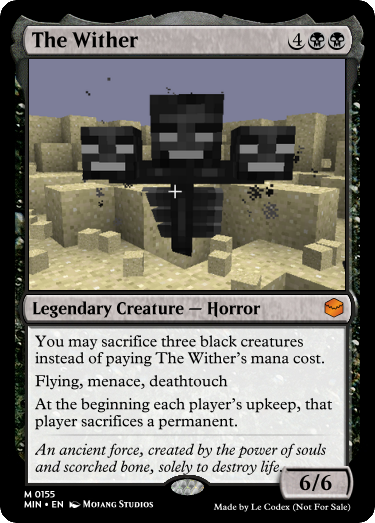 The Wither 4
Legendary Creature — Horror
You may sacrifice three black creatures
instead of paying The Wither's mana cost.
Flying, menace, deathtouch
At the beginning each player's upkeep, that
player sacrifices a permanent.
An ancient force, created by the power of souls
and scorched bone, solely to destroy life.
6/6
M 0155
MIN • EN Mojang Studios
Made by Le Codex (Not For Sale)